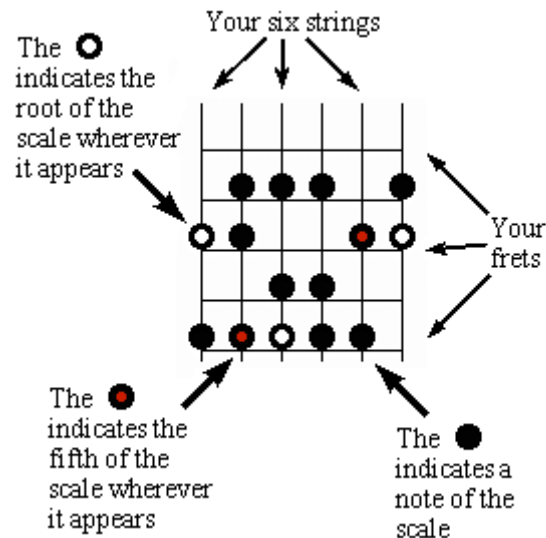 Your six strings
The
indicates the
root of the
scale wherever
it appears
Your
frets
The
indicates the
fifth of the
scale wherever
it appears
The
indicates a
note of the
scale